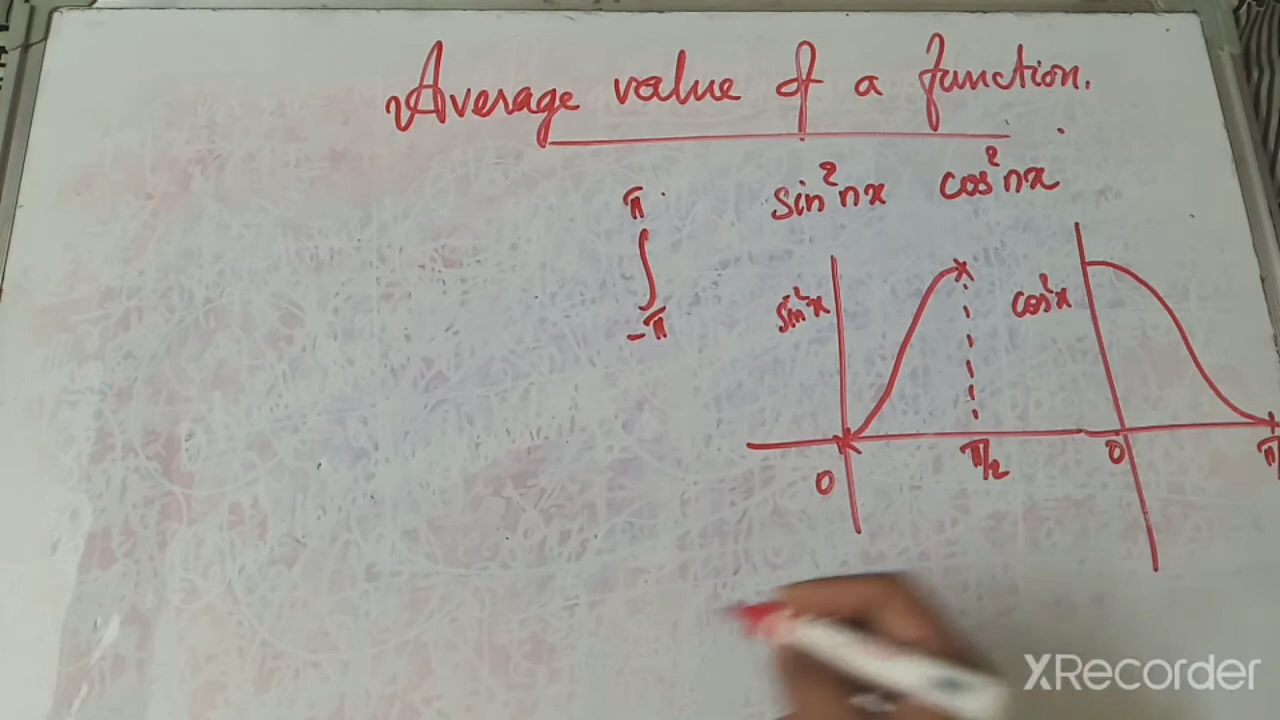 Average value of a function.
π sin²nx cos²nx
∫
-π
sin²x cos²x
0 π/2 0 π/
XRecorder